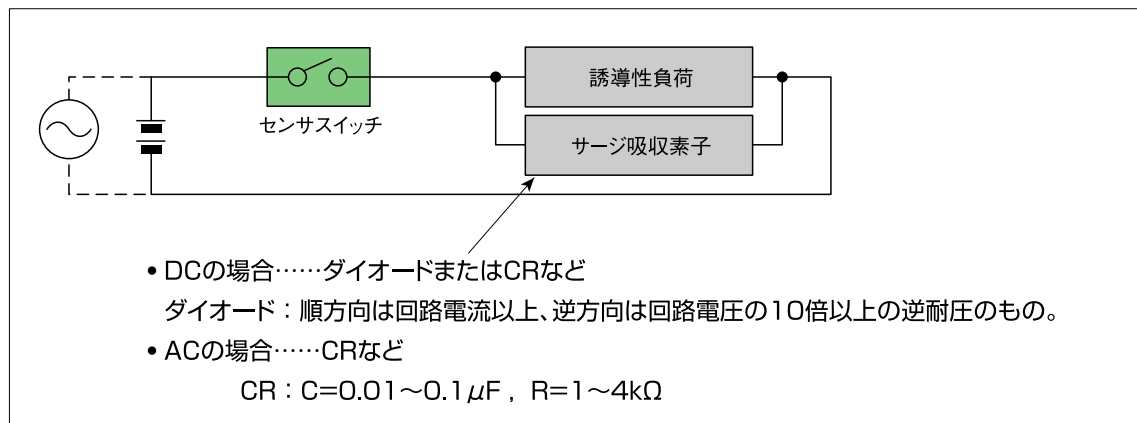 誘導性負荷
センサスイッチ
サージ吸収素子
• DCの場合……ダイオードまたはCRなど
ダイオード：順方向は回路電流以上、逆方向は回路電圧の10倍以上の逆耐圧のもの。
• ACの場合……CRなど
CR：C=0.01〜0.1μF，R=1〜4kΩ